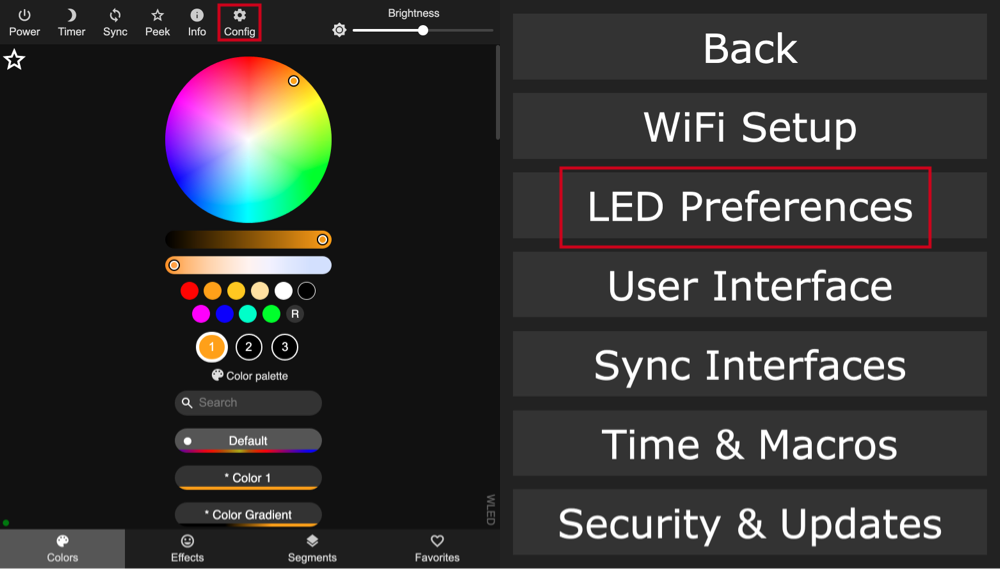 Power
Timer
Sync
Peek
Info
Config
Brightness
R
1
2
3
Color palette
Search
Default
* Color 1
* Color Gradient
WLED
Colors
Effects
Segments
Favorites
Back
WiFi Setup
LED Preferences
User Interface
Sync Interfaces
Time & Macros
Security & Updates